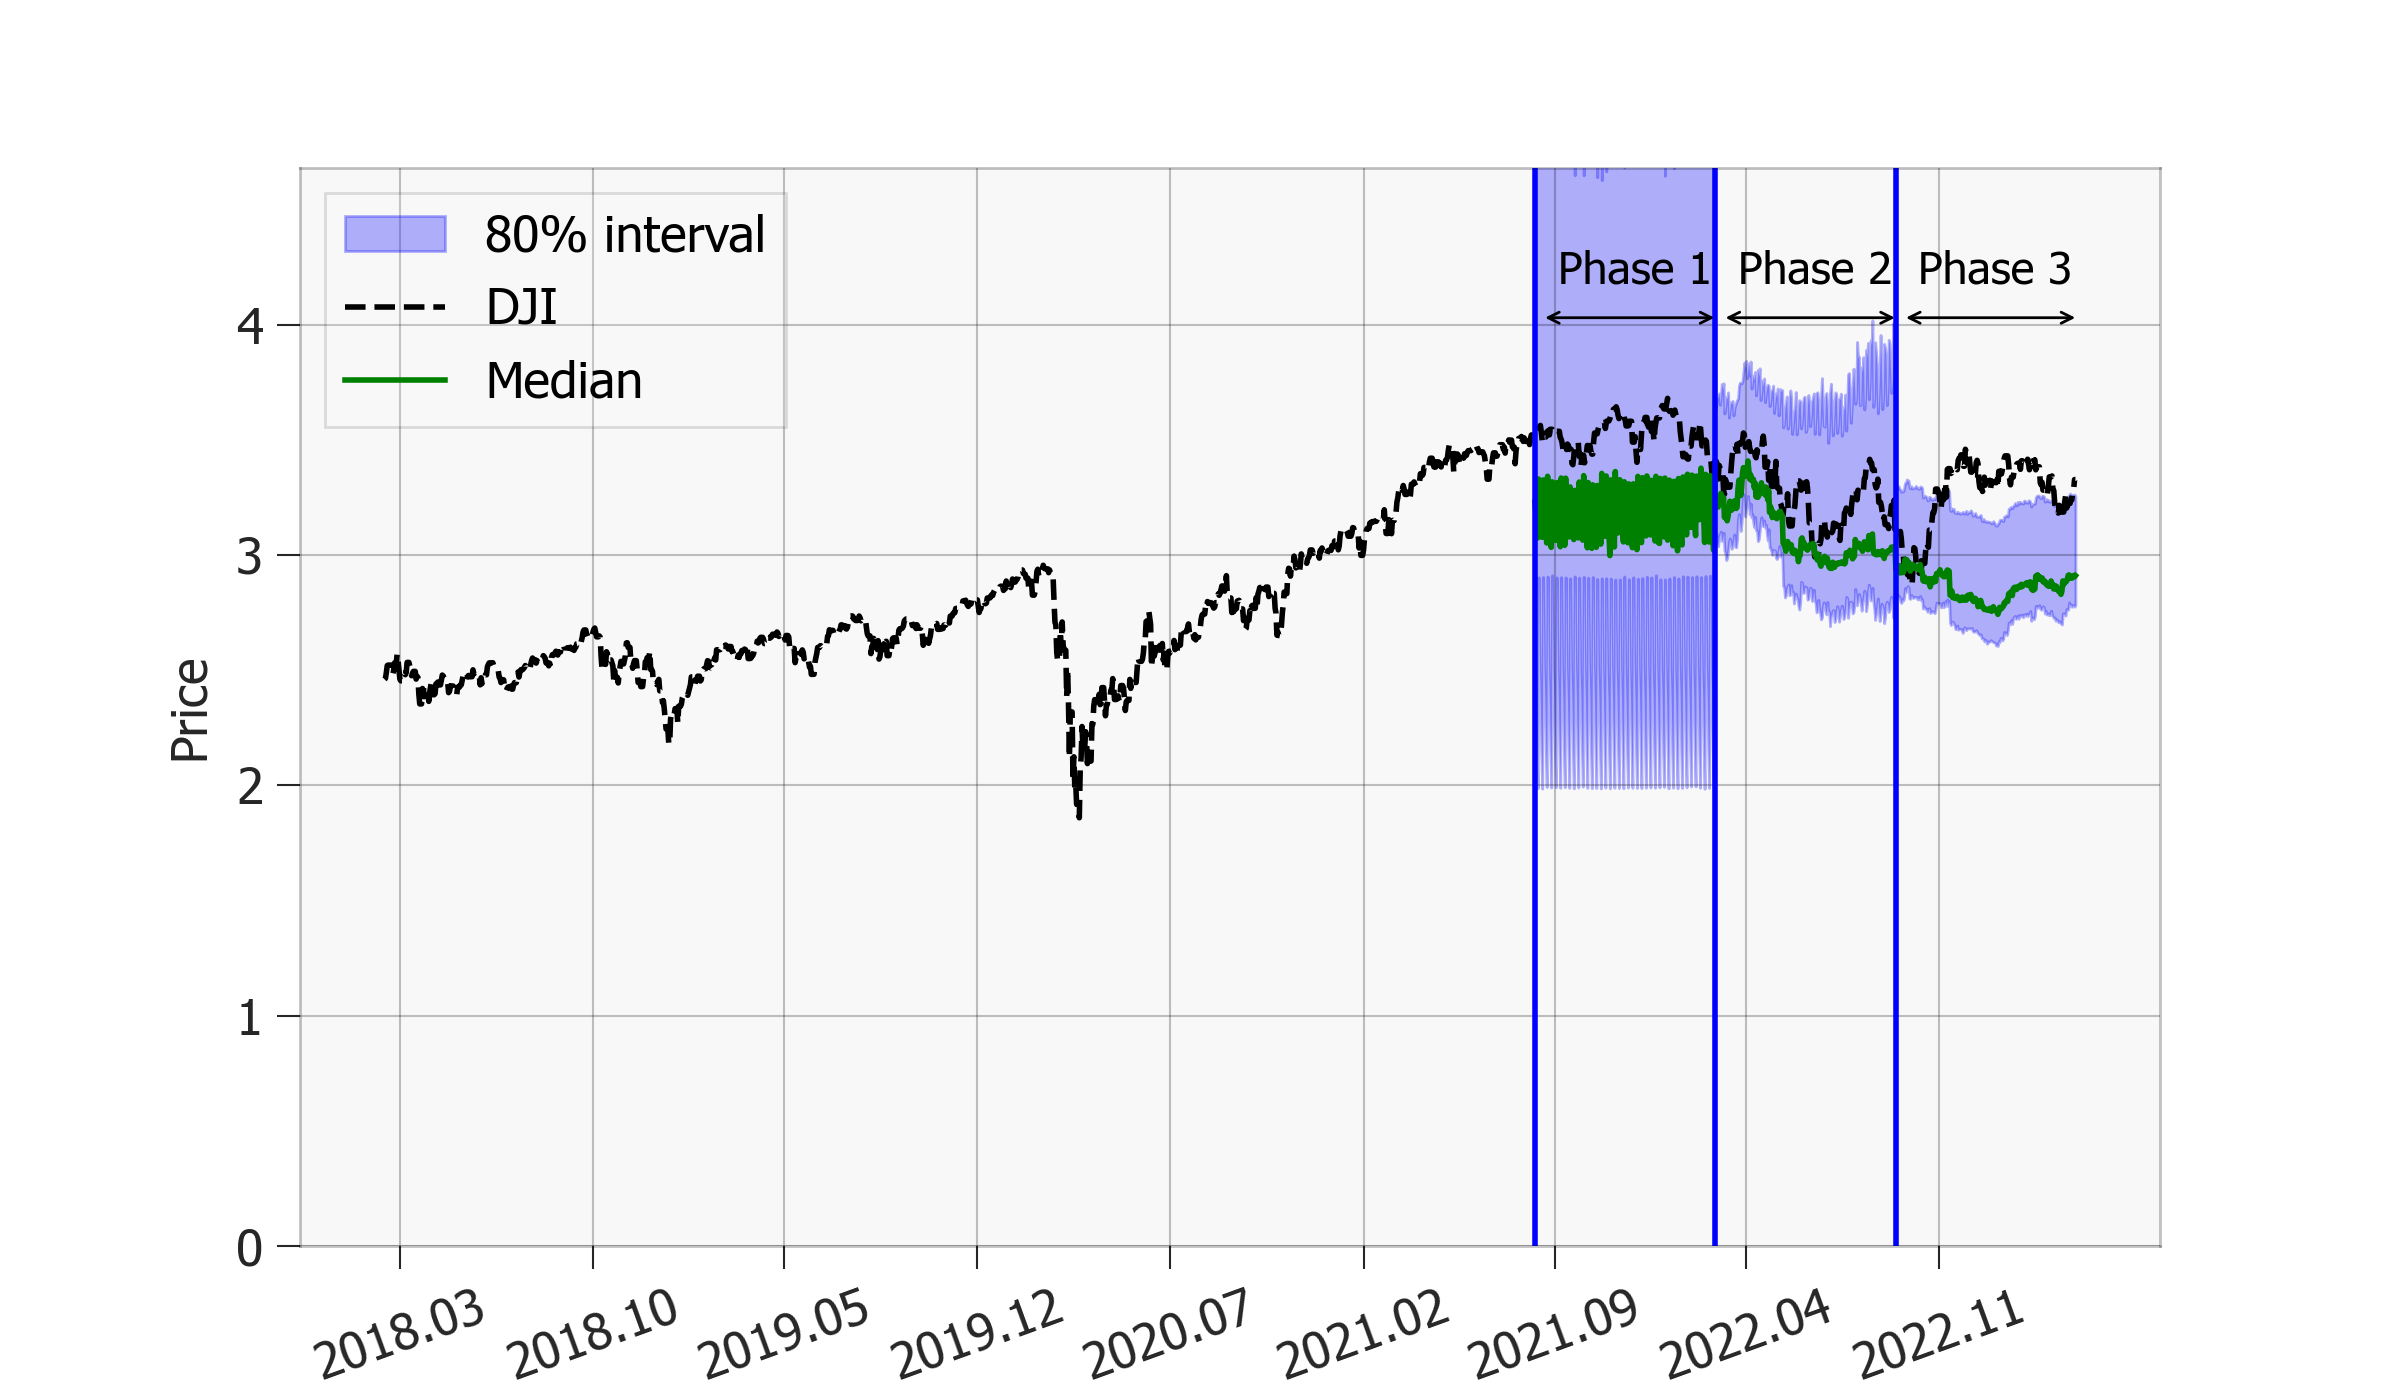 80% interval
DJI
Median
Phase 1
Phase 2
Phase 3
Price
4
3
2
1
0
2018.03
2018.10
2019.05
2019.12
2020.07
2021.02
2021.09
2022.04
2022.11